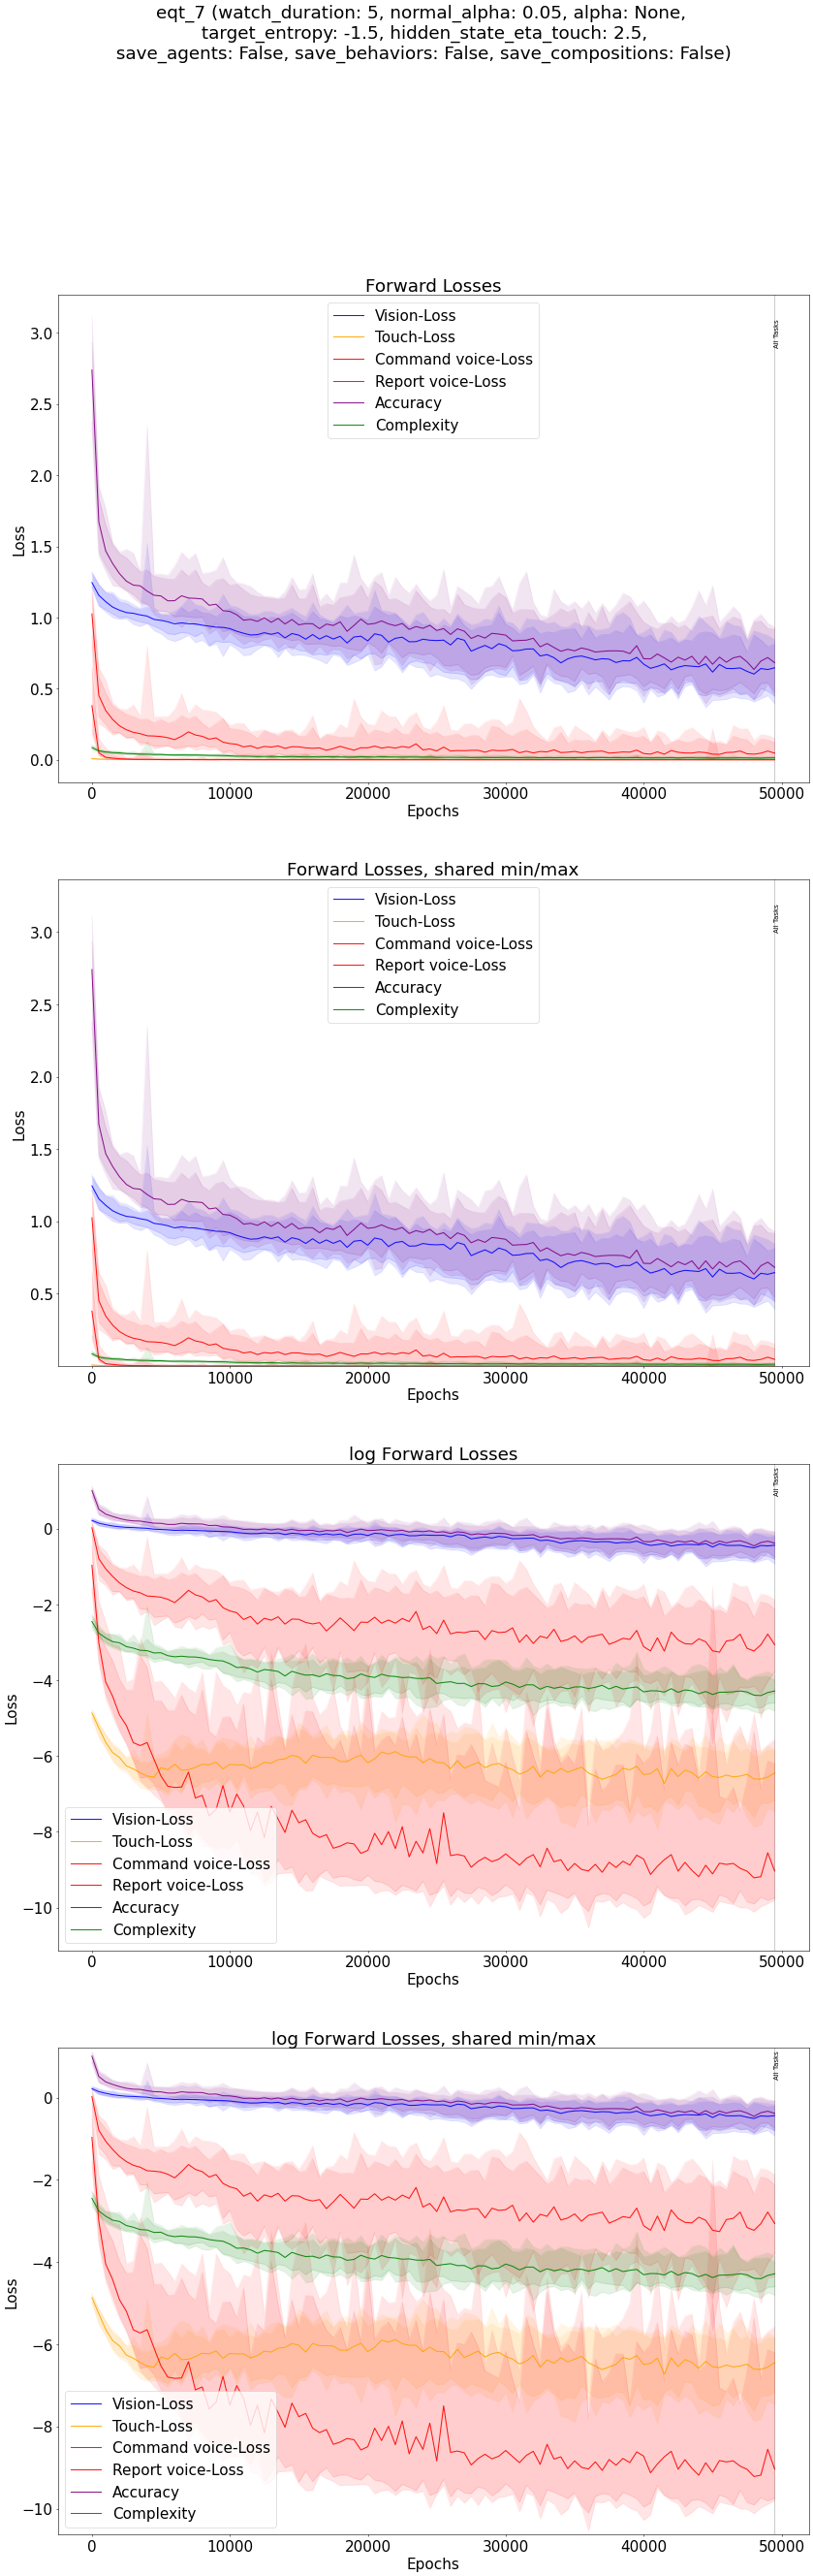 eqt_7 (watch_duration: 5, normal_alpha: 0.05, alpha: None,
target_entropy: -1.5, hidden_state_eta_touch: 2.5,
save_agents: False, save_behaviors: False, save_compositions: False)
Forward Losses
Vision-Loss
Touch-Loss
Command voice-Loss
Report voice-Loss
Accuracy
Complexity
All Tasks
3.0
2.5
2.0
1.5
1.0
0.5
0.0
Loss
0 10000 20000 30000 40000 50000
Epochs
Forward Losses, shared min/max
Vision-Loss
Touch-Loss
Command voice-Loss
Report voice-Loss
Accuracy
Complexity
All Tasks
3.0
2.5
2.0
1.5
1.0
0.5
Loss
0 10000 20000 30000 40000 50000
Epochs
log Forward Losses
All Tasks
0
−2
−4
−6
−8
−10
Loss
Vision-Loss
Touch-Loss
Command voice-Loss
Report voice-Loss
Accuracy
Complexity
0 10000 20000 30000 40000 50000
Epochs
log Forward Losses, shared min/max
All Tasks
0
−2
−4
−6
−8
−10
Loss
Vision-Loss
Touch-Loss
Command voice-Loss
Report voice-Loss
Accuracy
Complexity
0 10000 20000 30000 40000 50000
Epochs